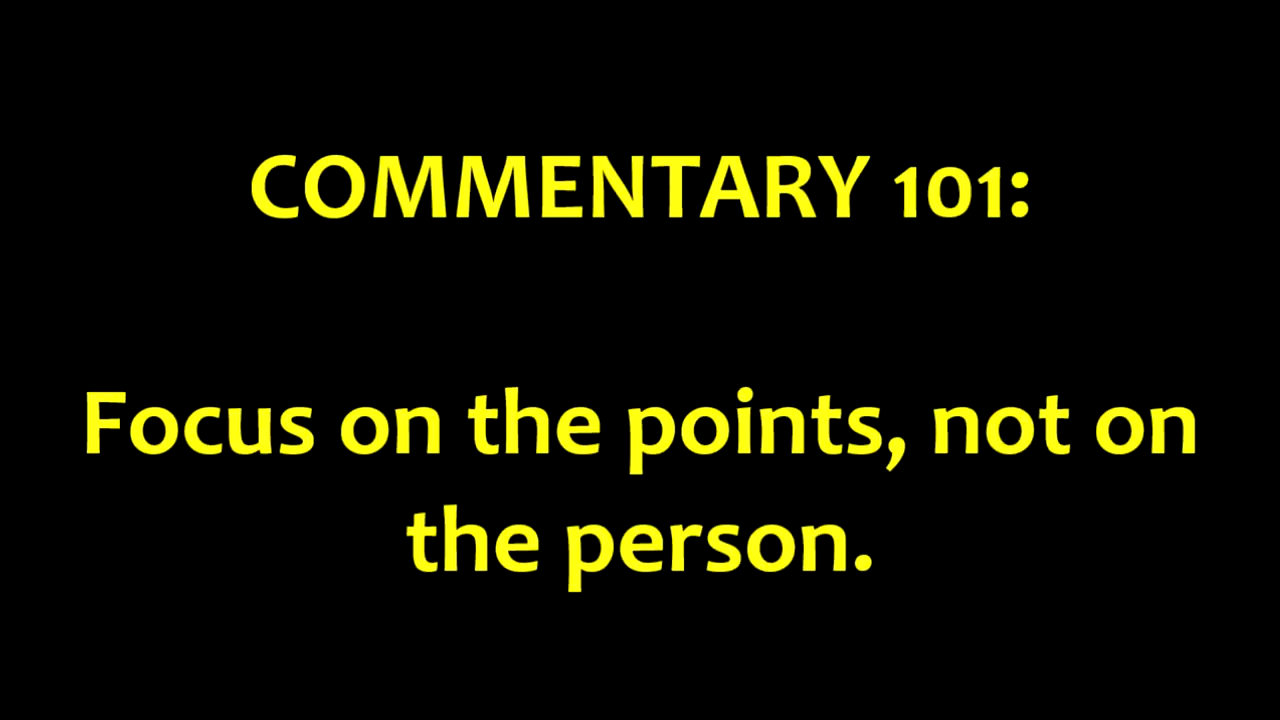 COMMENTARY 101:
Focus on the points, not on
the person.